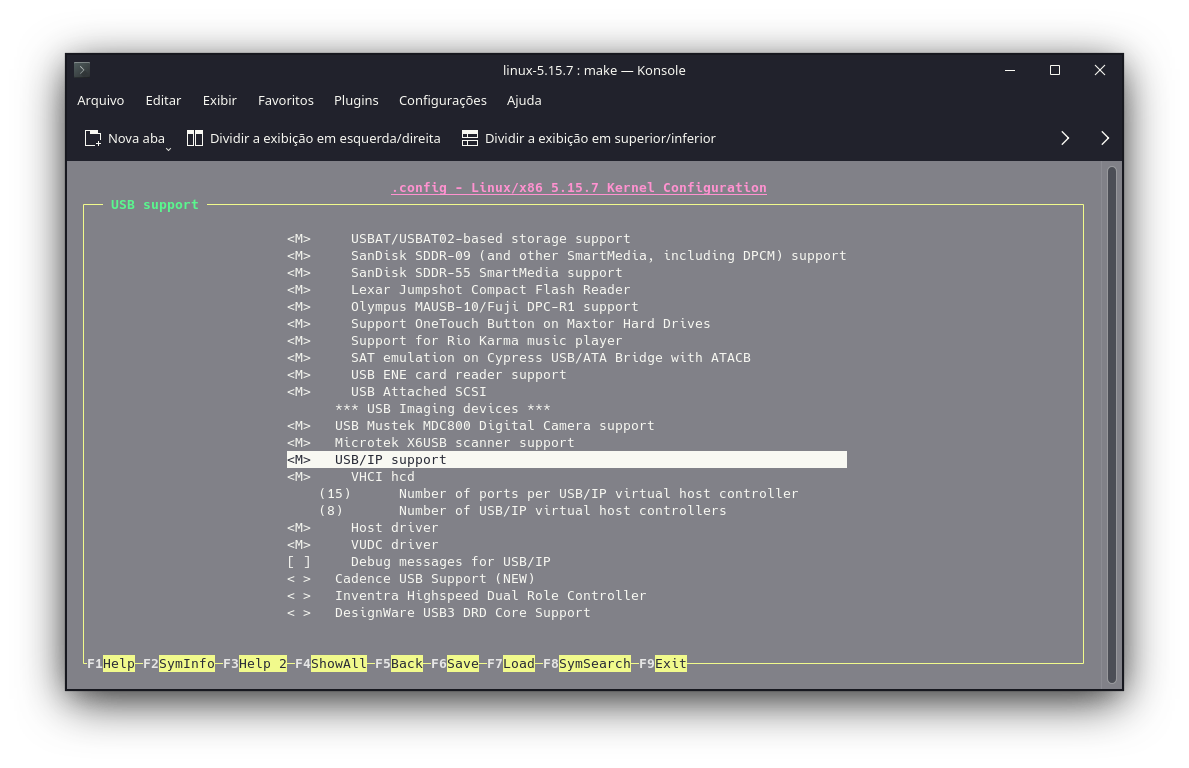 linux-5.15.7 : make — Konsole
Arquivo Editar Exibir Favoritos Plugins Configurações Ajuda
Nova aba Dividir a exibição em esquerda/direita Dividir a exibição em superior/inferior
.config - Linux/x86 5.15.7 Kernel Configuration
USB support
<M> USBAT/USBAT02-based storage support
<M> SanDisk SDDR-09 (and other SmartMedia, including DPCM) support
<M> SanDisk SDDR-55 SmartMedia support
<M> Lexar Jumpshot Compact Flash Reader
<M> Olympus MAUSB-10/Fuji DPC-R1 support
<M> Support OneTouch Button on Maxtor Hard Drives
<M> Support for Rio Karma music player
<M> SAT emulation on Cypress USB/ATA Bridge with ATACB
<M> USB ENE card reader support
<M> USB Attached SCSI
*** USB Imaging devices ***
<M> USB Mustek MDC800 Digital Camera support
<M> Microtek X6USB scanner support
<M> USB/IP support
<M> VHCI hcd
(15) Number of ports per USB/IP virtual host controller
(8) Number of USB/IP virtual host controllers
<M> Host driver
<M> VUDC driver
[ ] Debug messages for USB/IP
< > Cadence USB Support (NEW)
< > Inventra Highspeed Dual Role Controller
< > DesignWare USB3 DRD Core Support
F1Help F2SymInfo F3Help 2 F4ShowAll F5Back F6Save F7Load F8SymSearch F9Exit